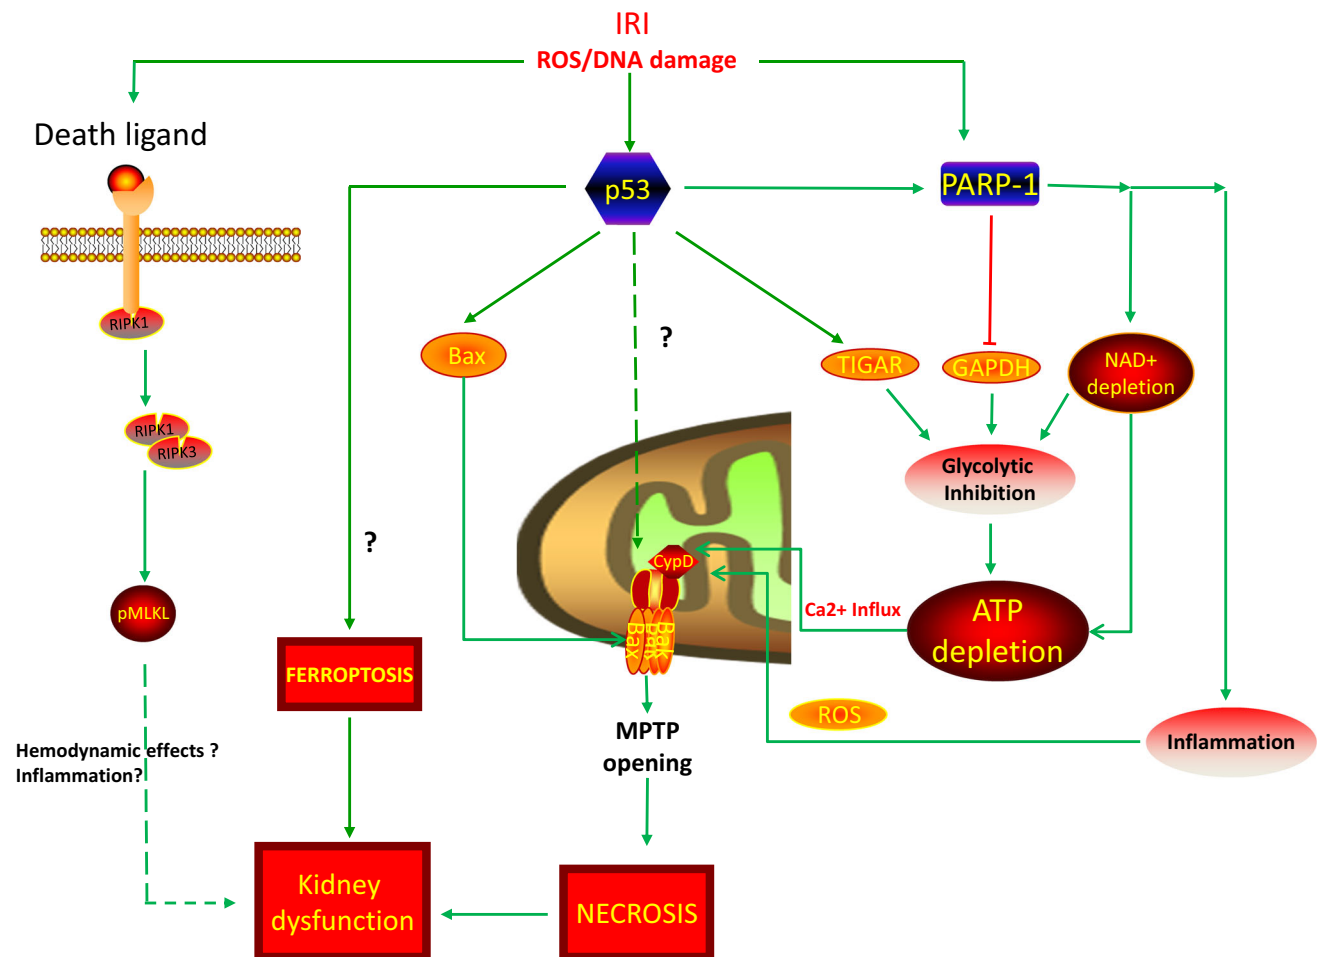 IRI
ROS/DNA damage
Death ligand
p53
PARP-1
RIPK1
?
Bax
TIGAR
GAPDH
NAD+
depletion
RIPK1
RIPK3
Glycolytic
Inhibition
?
CypD
pMLKL
Ca2+ Influx
ATP
depletion
Bax
Bak
Bak
FERROPTOSIS
ROS
MPTP
opening
Inflammation
Hemodynamic effects ?
Inflammation?
Kidney
dysfunction
NECROSIS